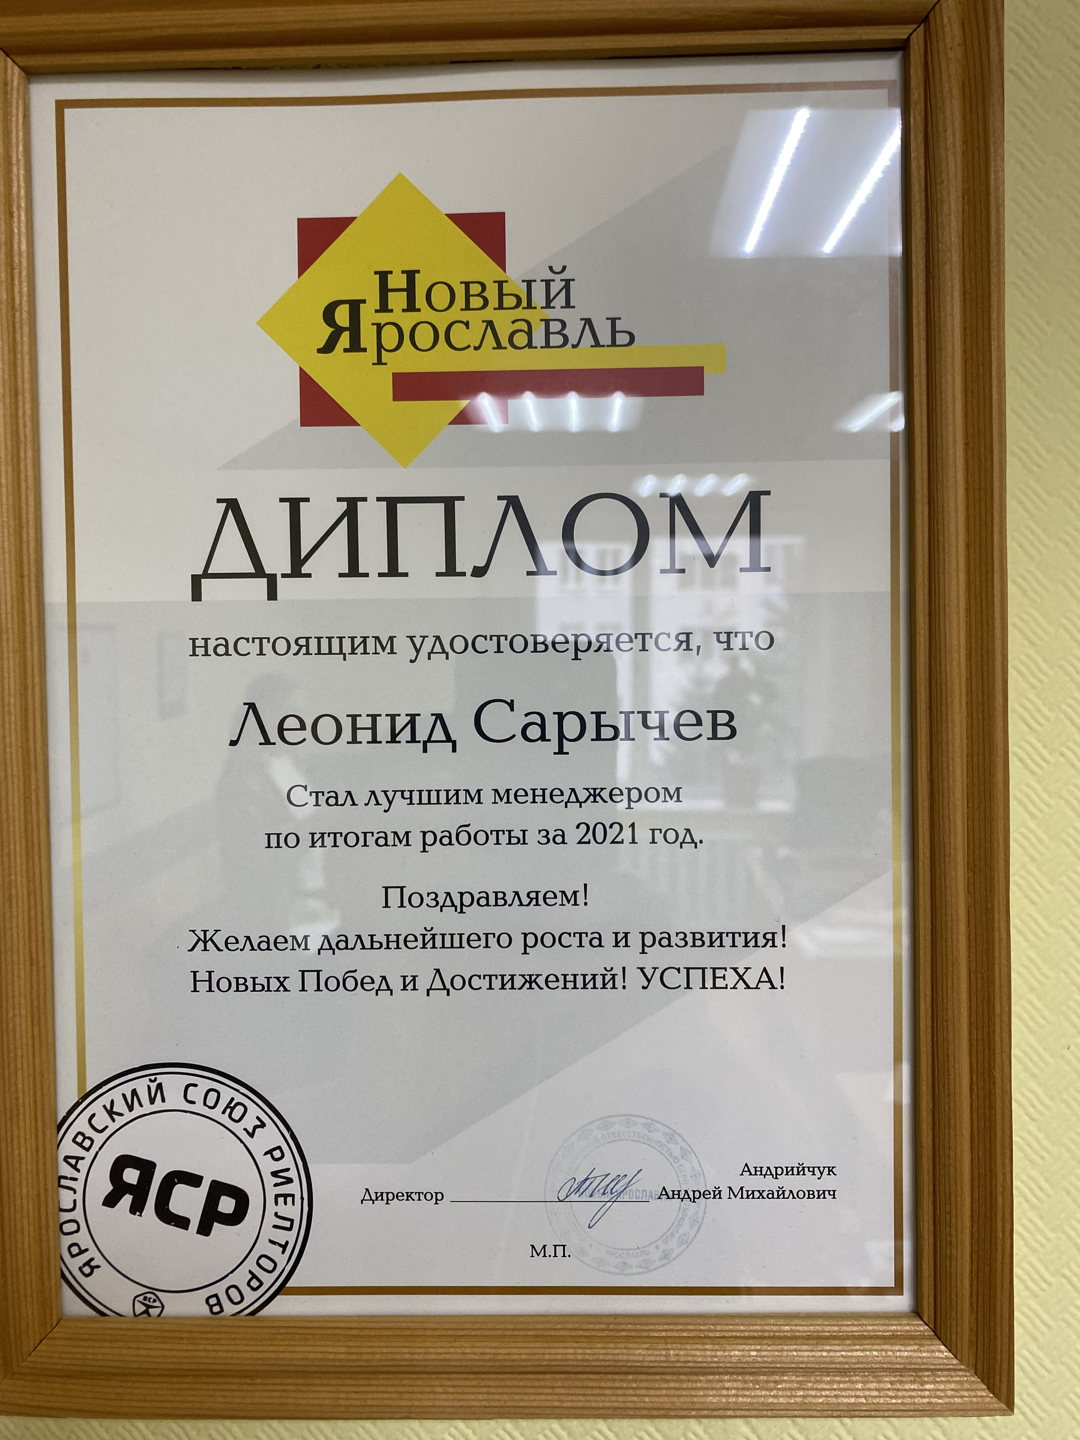 Новый
Ярославль
ДИПЛОМ
настоящим удостоверяется, что
Леонид Сарычев
Стал лучшим менеджером
по итогам работы за 2021 год.
Поздравляем!
Желаем дальнейшего роста и развития!
Новых Побед и Достижений! УСПЕХА!
ЯРОСЛАВСКИЙ СОЮЗ РИЕЛТОРОВ
ЯСР
ЯСР
Андрийчук
Директор Андрей Михайлович
М.П.